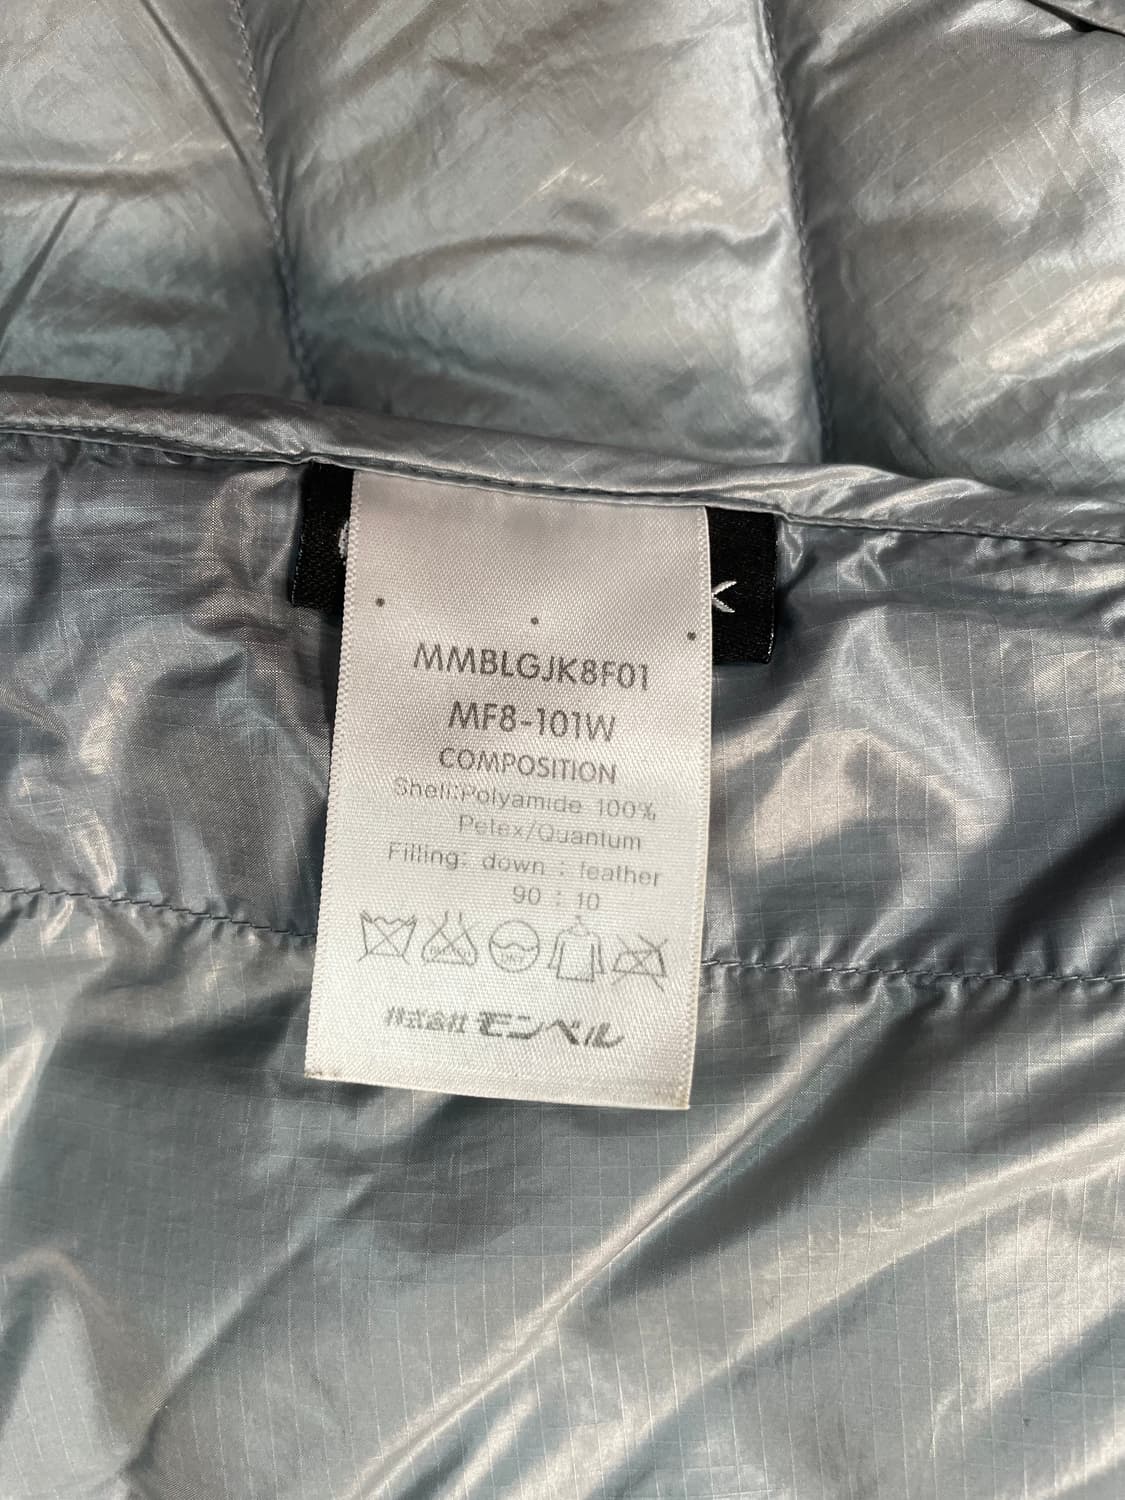 K
MMBLGJK8F01
MF8-101W
COMPOSITION
Shell:Polyamide 100%
Petex/Quantum
Filling: down : feather
90 : 10
株式会社 モンベル